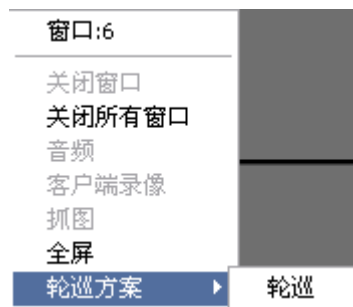 窗口:6
关闭窗口
关闭所有窗口
音频
客户端录像
抓图
全屏
轮巡方案
轮巡